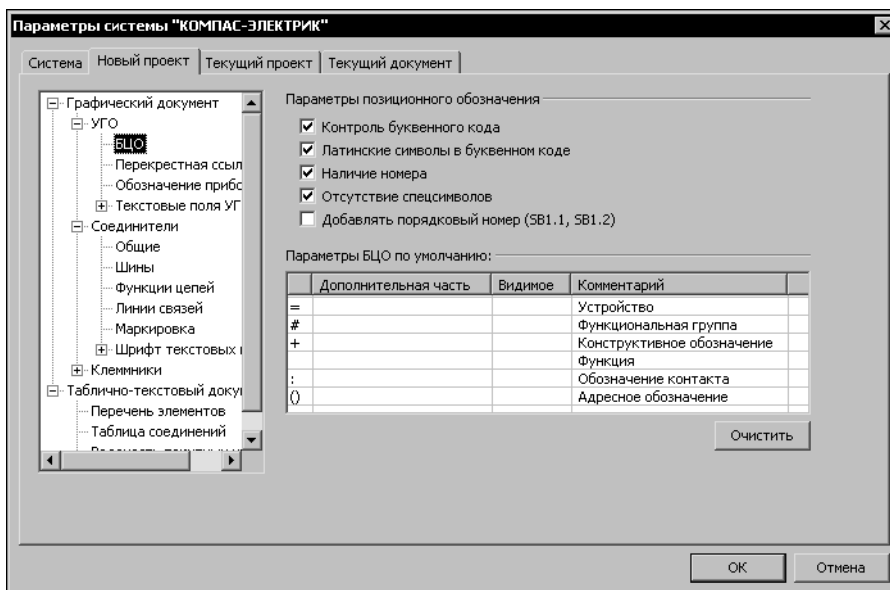 Параметры системы "КОМПАС-ЭЛЕКТРИК"
Система Новый проект Текущий проект Текущий документ
Графический документ
УГО
БЦО
Перекрестная ссыл
Обозначение прибо
Текстовые поля УГ
Соединители
Общие
Шины
Функции цепей
Линии связей
Маркировка
Шрифт текстовых
Клеммники
Таблично-текстовый доку
Перечень элементов
Таблица соединений
Параметры позиционного обозначения
Контроль буквенного кода
Латинские символы в буквенном коде
Наличие номера
Отсутствие спецсимволов
Добавлять порядковый номер (SB1.1, SB1.2)
Параметры БЦО по умолчанию:
Дополнительная часть Видимое Комментарий
= Устройство
# Функциональная группа
+ Конструктивное обозначение
Функция
: Обозначение контакта
() Адресное обозначение
Очистить
OK Отмена